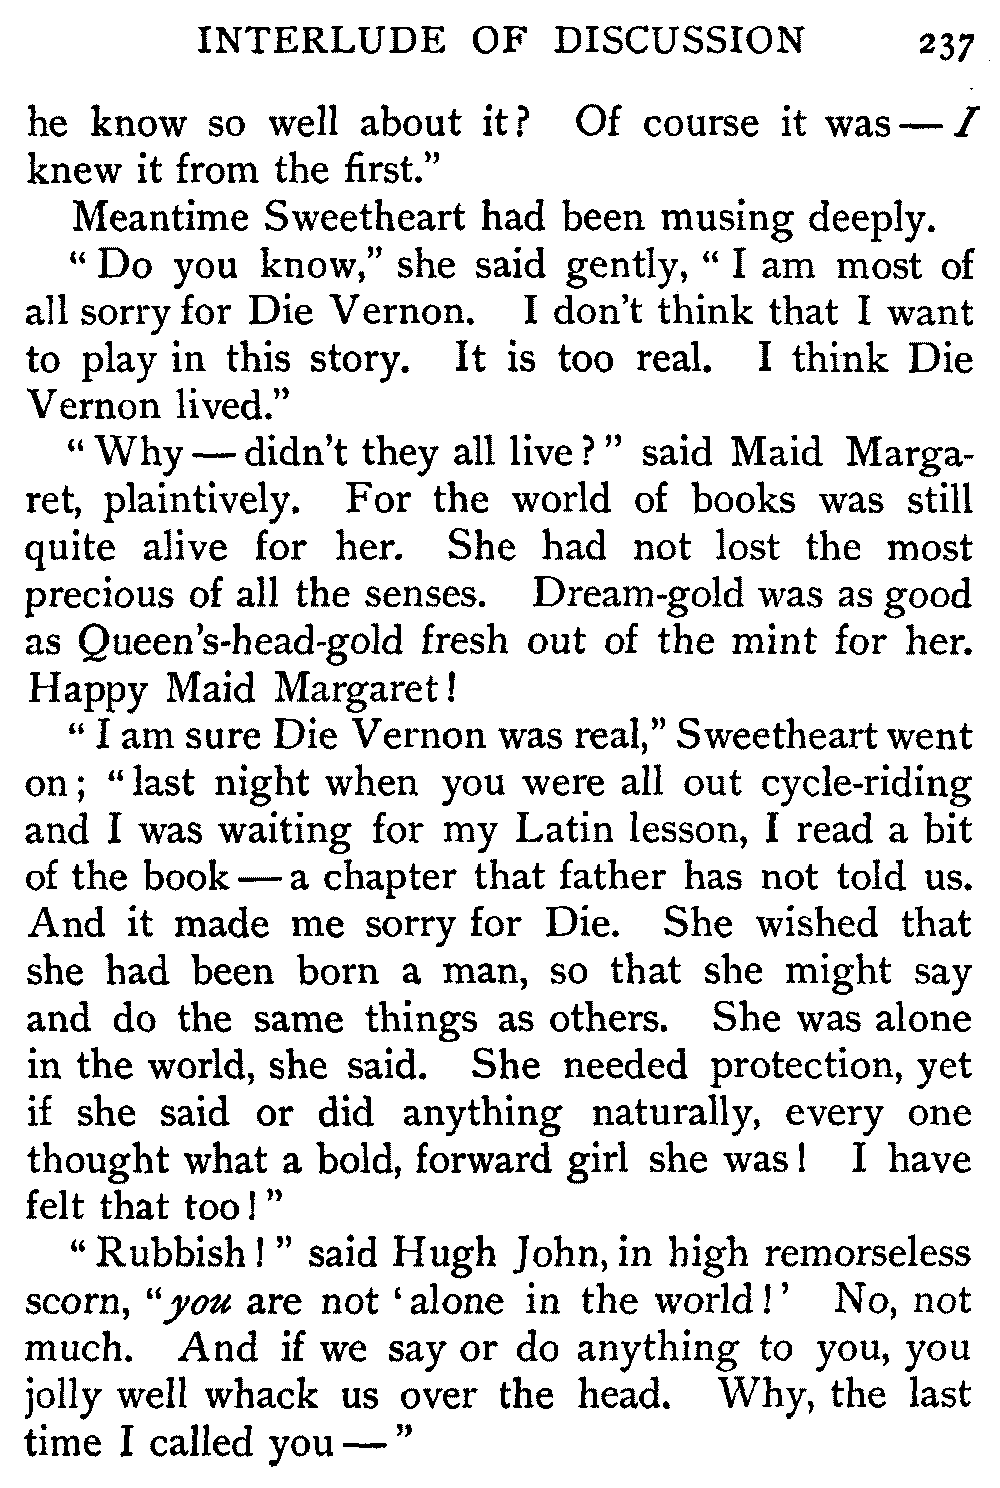 INTERLUDE OF DISCUSSION 237
he know so well about it? Of course it was — I
knew it from the first.”
Meantime Sweetheart had been musing deeply.
“ Do you know,” she said gently, “ I am most of
all sorry for Die Vernon. I don’t think that I want
to play in this story. It is too real. I think Die
Vernon lived.”
“ Why — didn’t they all live ? ” said Maid Marga-
ret, plaintively. For the world of books was still
quite alive for her. She had not lost the most
precious of all the senses. Dream-gold was as good
as Queen’s-head-gold fresh out of the mint for her.
Happy Maid Margaret !
“ I am sure Die Vernon was real,” Sweetheart went
on ; “ last night when you were all out cycle-riding
and I was waiting for my Latin lesson, I read a bit
of the book — a chapter that father has not told us.
And it made me sorry for Die. She wished that
she had been born a man, so that she might say
and do the same things as others. She was alone
in the world, she said. She needed protection, yet
if she said or did anything naturally, every one
thought what a bold, forward girl she was ! I have
felt that too ! ”
“ Rubbish ! ” said Hugh John, in high remorseless
scorn, “ you are not ‘ alone in the world ! ’ No, not
much. And if we say or do anything to you, you
jolly well whack us over the head. Why, the last
time I called you — ”